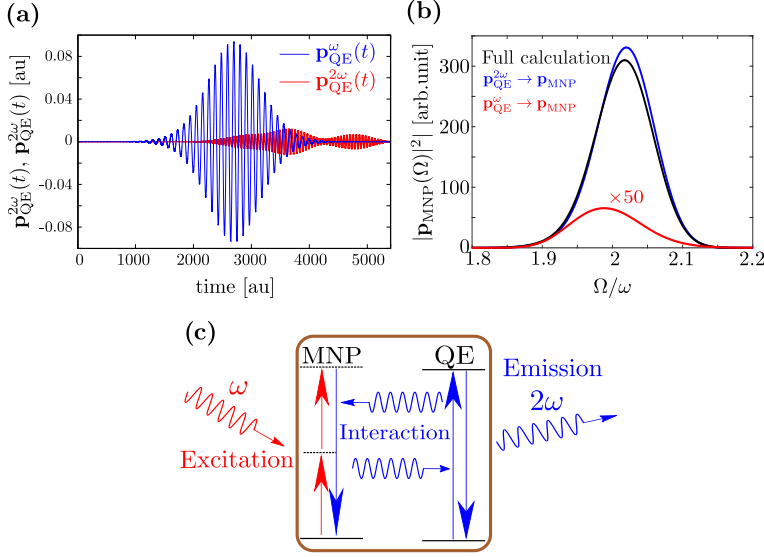 (a)
p^ω_QE(t), p^2ω_QE(t) [au]
0.08
0.04
0
-0.04
-0.08
p^ω_QE(t)
p^2ω_QE(t)
0 1000 2000 3000 4000 5000
time [au]
(b)
|p_MNP(Ω)|^2| [arb.unit]
300
200
100
0
Full calculation
p^2ω_QE → p_MNP
p^ω_QE → p_MNP
×50
1.8 1.9 2 2.1 2.2
Ω/ω
(c)
MNP QE
ω
Excitation
Interaction
Emission
2ω